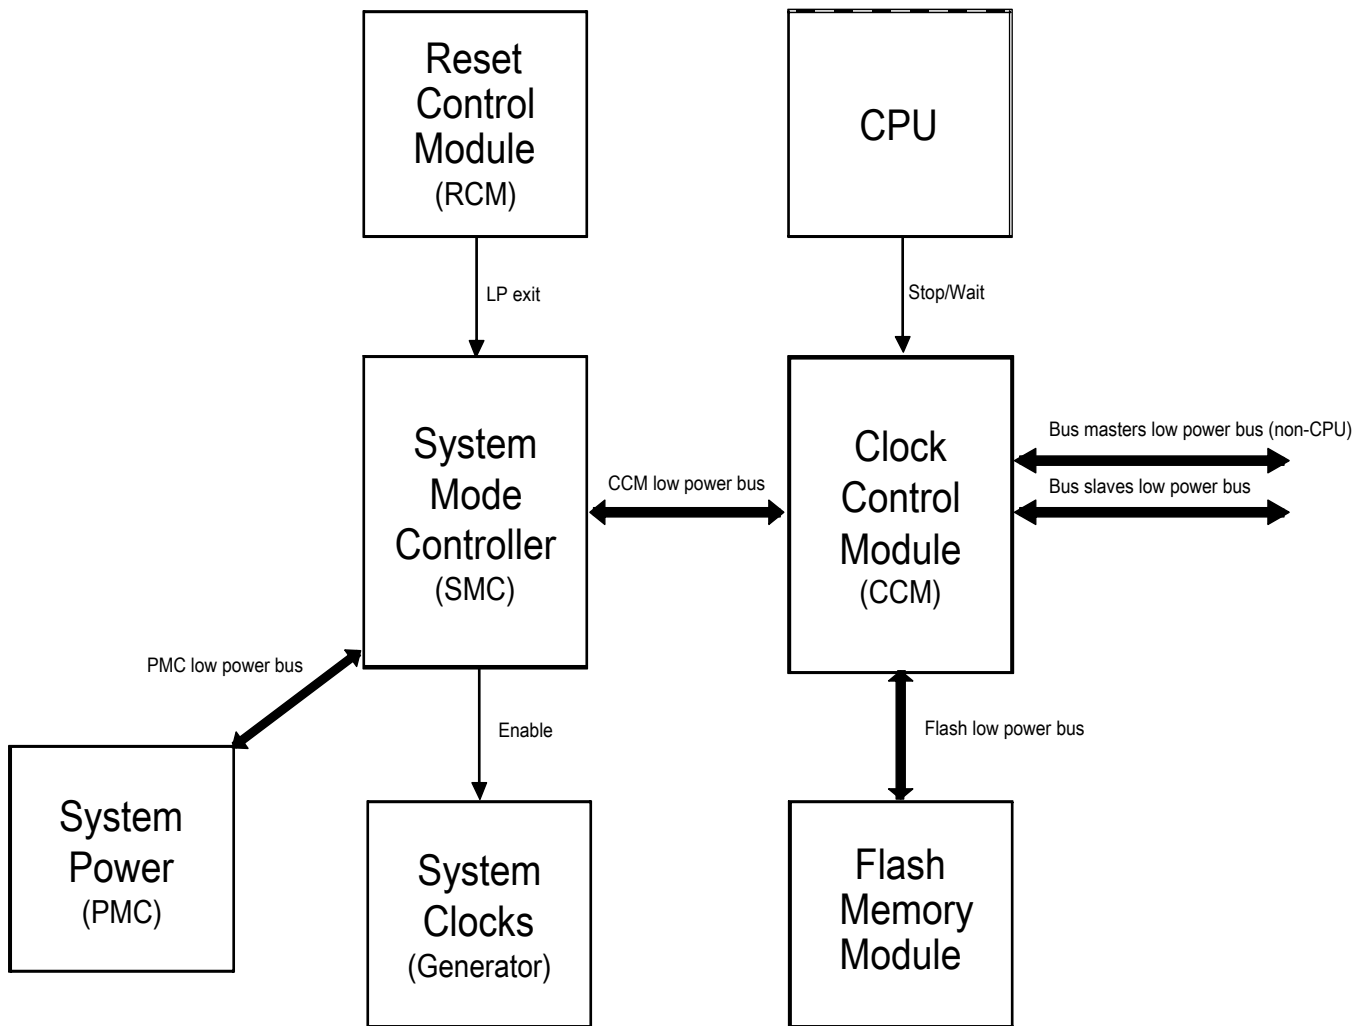 Reset
Control
Module
(RCM)
CPU
LP exit
Stop/Wait
System
Mode
Controller
(SMC)
CCM low power bus
Clock
Control
Module
(CCM)
Bus masters low power bus (non-CPU)
Bus slaves low power bus
PMC low power bus
Enable
Flash low power bus
System
Power
(PMC)
System
Clocks
(Generator)
Flash
Memory
Module